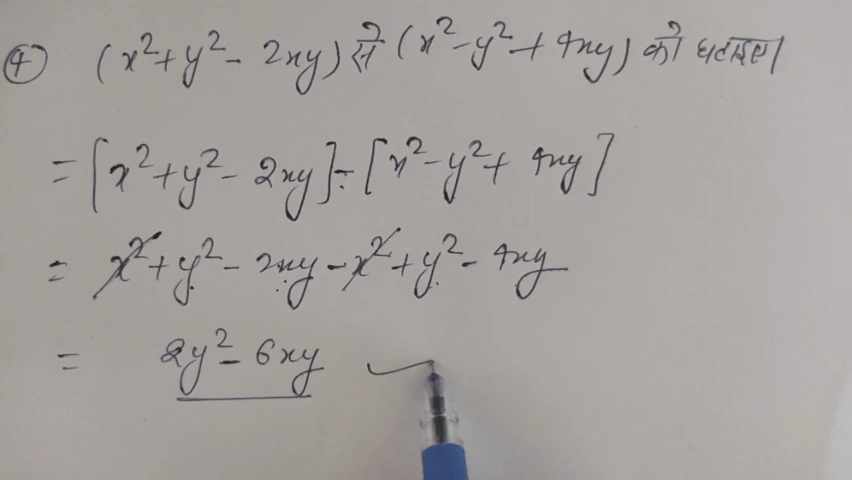 ④ (x²+y²- 2xy) से (x²-y²+ 4xy) को घटाइए।
= [x²+y²- 2xy] - [x²-y²+ 4xy]
= x²+y²- 2xy - x²+y²- 4xy
= 2y²- 6xy